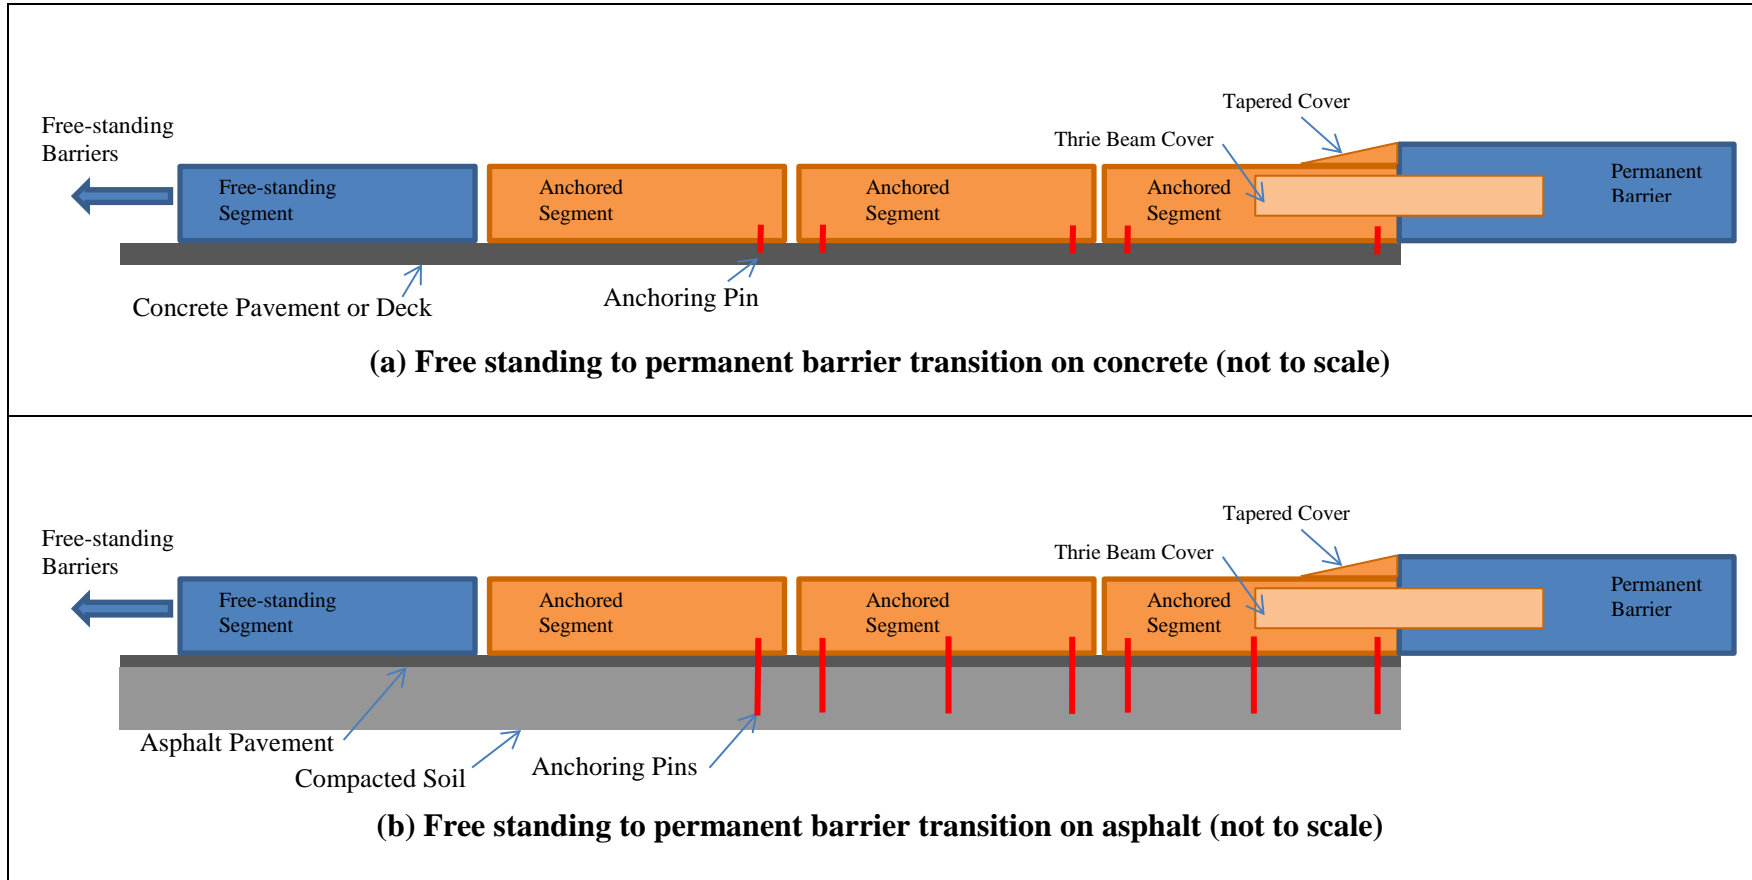 Tapered Cover
Free-standing
Barriers
Thrie Beam Cover
Free-standing
Segment
Anchored
Segment
Anchored
Segment
Anchored
Segment
Permanent
Barrier
Concrete Pavement or Deck
Anchoring Pin
(a) Free standing to permanent barrier transition on concrete (not to scale)
Tapered Cover
Free-standing
Barriers
Thrie Beam Cover
Free-standing
Segment
Anchored
Segment
Anchored
Segment
Anchored
Segment
Permanent
Barrier
Asphalt Pavement
Compacted Soil
Anchoring Pins
(b) Free standing to permanent barrier transition on asphalt (not to scale)